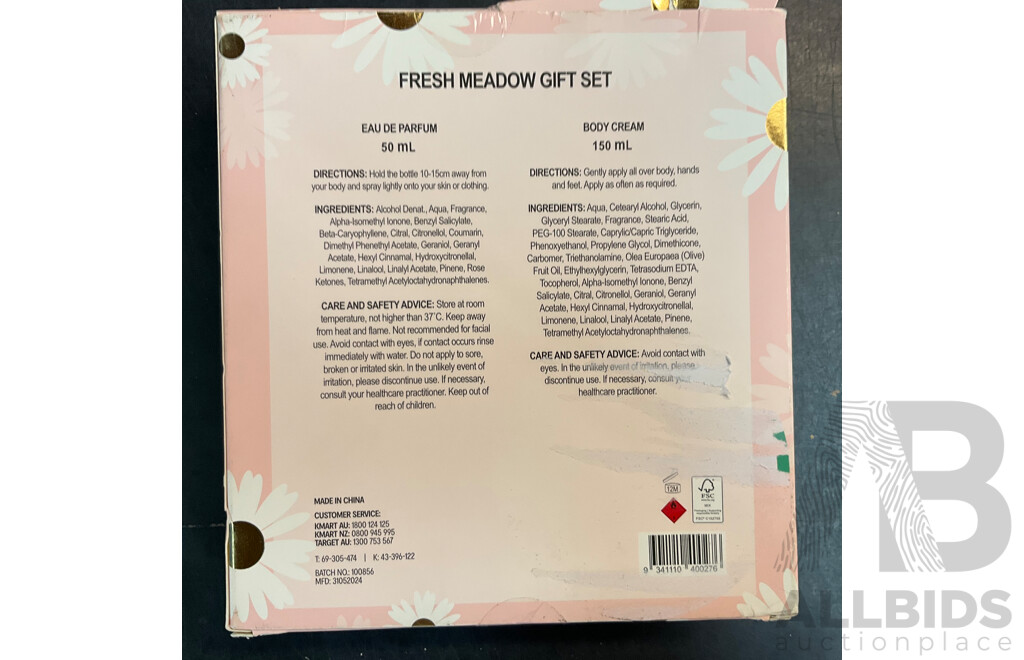 FRESH MEADOW GIFT SET
EAU DE PARFUM
50 mL
DIRECTIONS: Hold the bottle 10-15cm away from
your body and spray lightly onto your skin or clothing.
INGREDIENTS: Alcohol Denat., Aqua, Fragrance,
Alpha-Isomethyl Ionone, Benzyl Salicylate,
Beta-Caryophyllene, Citral, Citronellol, Coumarin,
Dimethyl Phenethyl Acetate, Geraniol, Geranyl
Acetate, Hexyl Cinnamal, Hydroxycitronellal,
Limonene, Linalool, Linalyl Acetate, Pinene, Rose
Ketones, Tetramethyl Acetyloctahydronaphthalenes.
CARE AND SAFETY ADVICE: Store at room
temperature, not higher than 37°C. Keep away
from heat and flame. Not recommended for facial
use. Avoid contact with eyes, if contact occurs rinse
immediately with water. Do not apply to sore,
broken or irritated skin. In the unlikely event of
irritation, please discontinue use. If necessary,
consult your healthcare practitioner. Keep out of
reach of children.
BODY CREAM
150 mL
DIRECTIONS: Gently apply all over body, hands
and feet. Apply as often as required.
INGREDIENTS: Aqua, Cetearyl Alcohol, Glycerin,
Glyceryl Stearate, Fragrance, Stearic Acid,
PEG-100 Stearate, Caprylic/Capric Triglyceride,
Phenoxyethanol, Propylene Glycol, Dimethicone,
Carbomer, Triethanolamine, Olea Europaea (Olive)
Fruit Oil, Ethylhexylglycerin, Tetrasodium EDTA,
Tocopherol, Alpha-Isomethyl Ionone, Benzyl
Salicylate, Citral, Citronellol, Geraniol, Geranyl
Acetate, Hexyl Cinnamal, Hydroxycitronellal,
Limonene, Linalool, Linalyl Acetate, Pinene,
Tetramethyl Acetyloctahydronaphthalenes.
CARE AND SAFETY ADVICE: Avoid contact with
eyes. In the unlikely event of irritation, please
discontinue use. If necessary, consult your
healthcare practitioner.
MADE IN CHINA
CUSTOMER SERVICE:
KMART AU: 1800 124 125
KMART NZ: 0800 945 995
TARGET AU: 1300 753 567
T: 69-305-474 | K: 43-396-122
BATCH NO.: 100856
MFD: 31052024
12M
FSC
MIX
9 341110 400276
AB
ALLBIDS
auctionplace